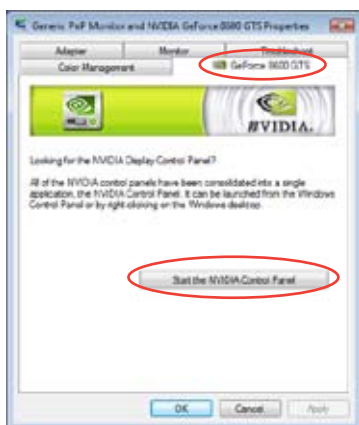 Generic PnP Monitor and NVIDIA GeForce 8600 GTS Properties
Adapter Monitor Troubleshoot
Color Management GeForce 8600 GTS
NVIDIA.
Looking for the NVIDIA Display Control Panel?
All of the NVIDIA control panels have been consolidated into a single
application, the NVIDIA Control Panel. It can be launched from the Windows
Control Panel or by right clicking on the Windows desktop.
Start the NVIDIA Control Panel
OK Cancel Apply